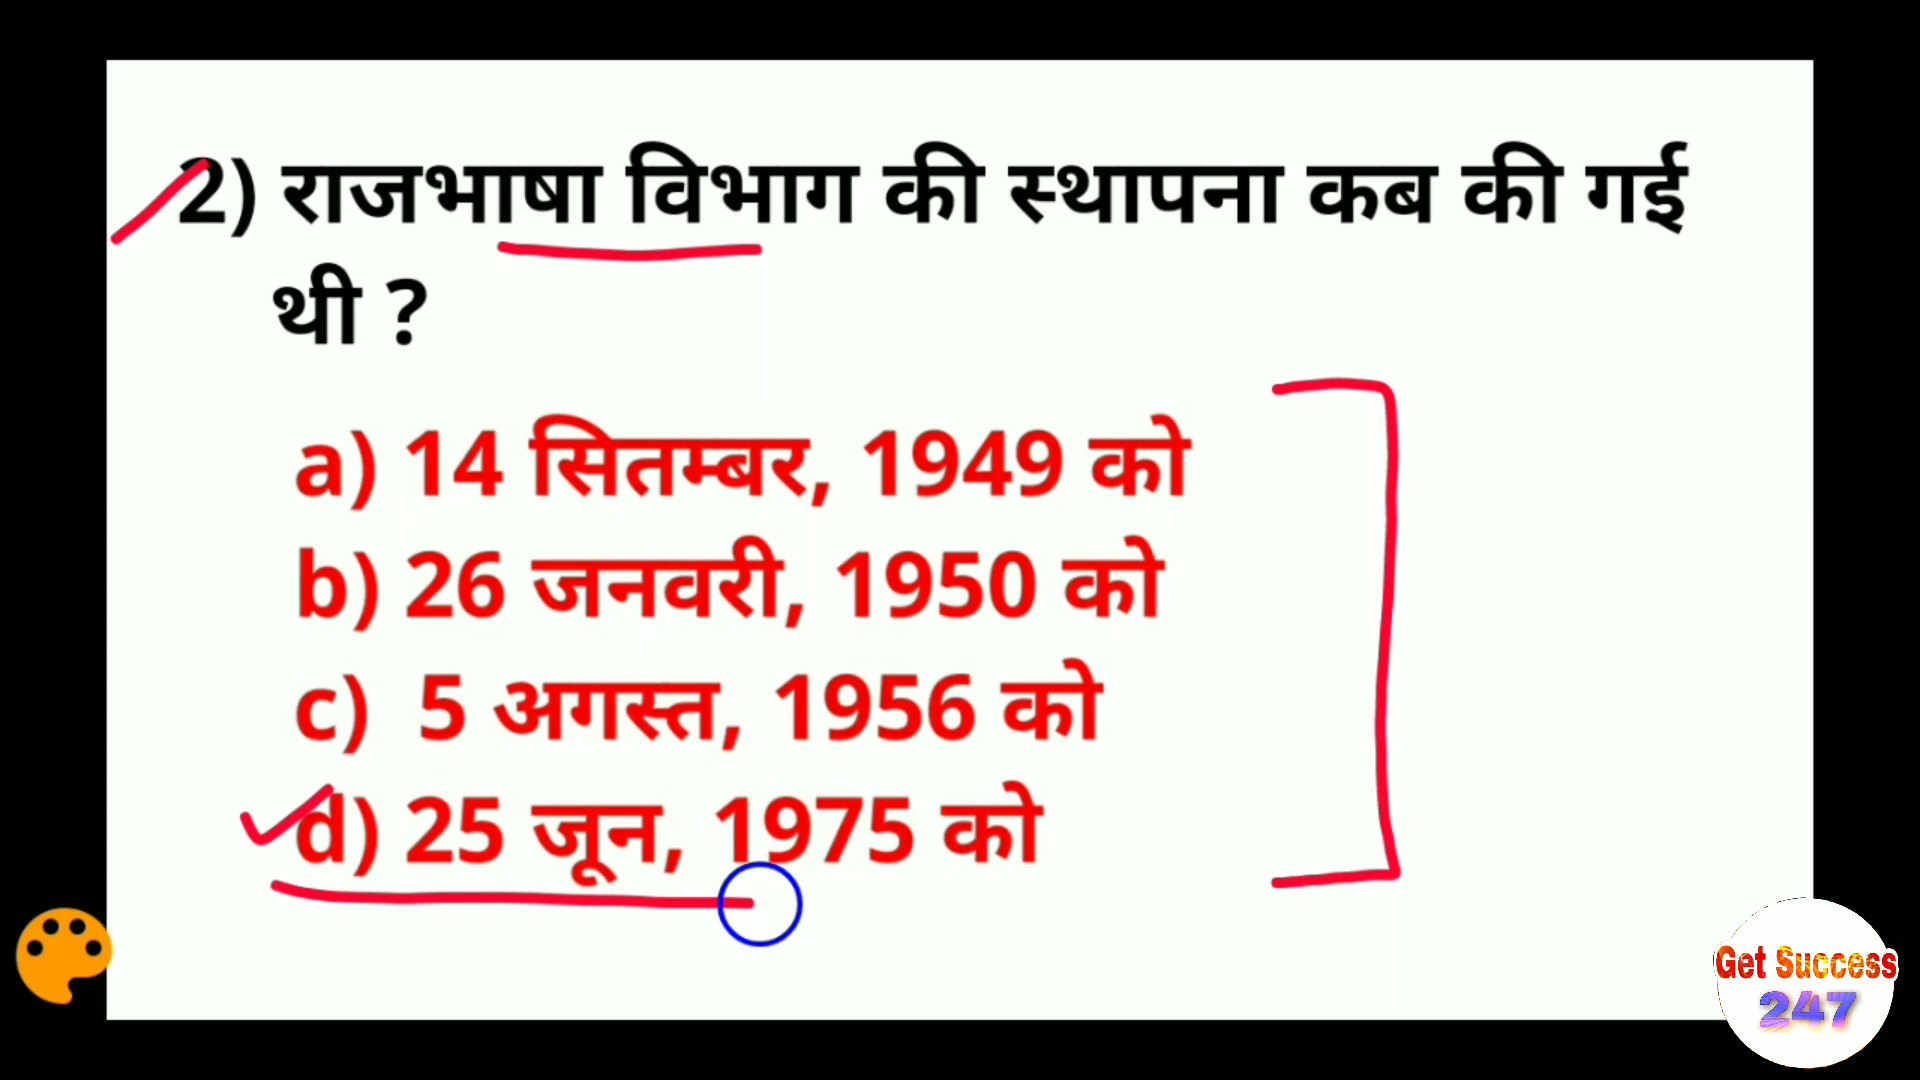 2) राजभाषा विभाग की स्थापना कब की गई
थी ?
a) 14 सितम्बर, 1949 को
b) 26 जनवरी, 1950 को
c) 5 अगस्त, 1956 को
d) 25 जून, 1975 को
Get Success
247